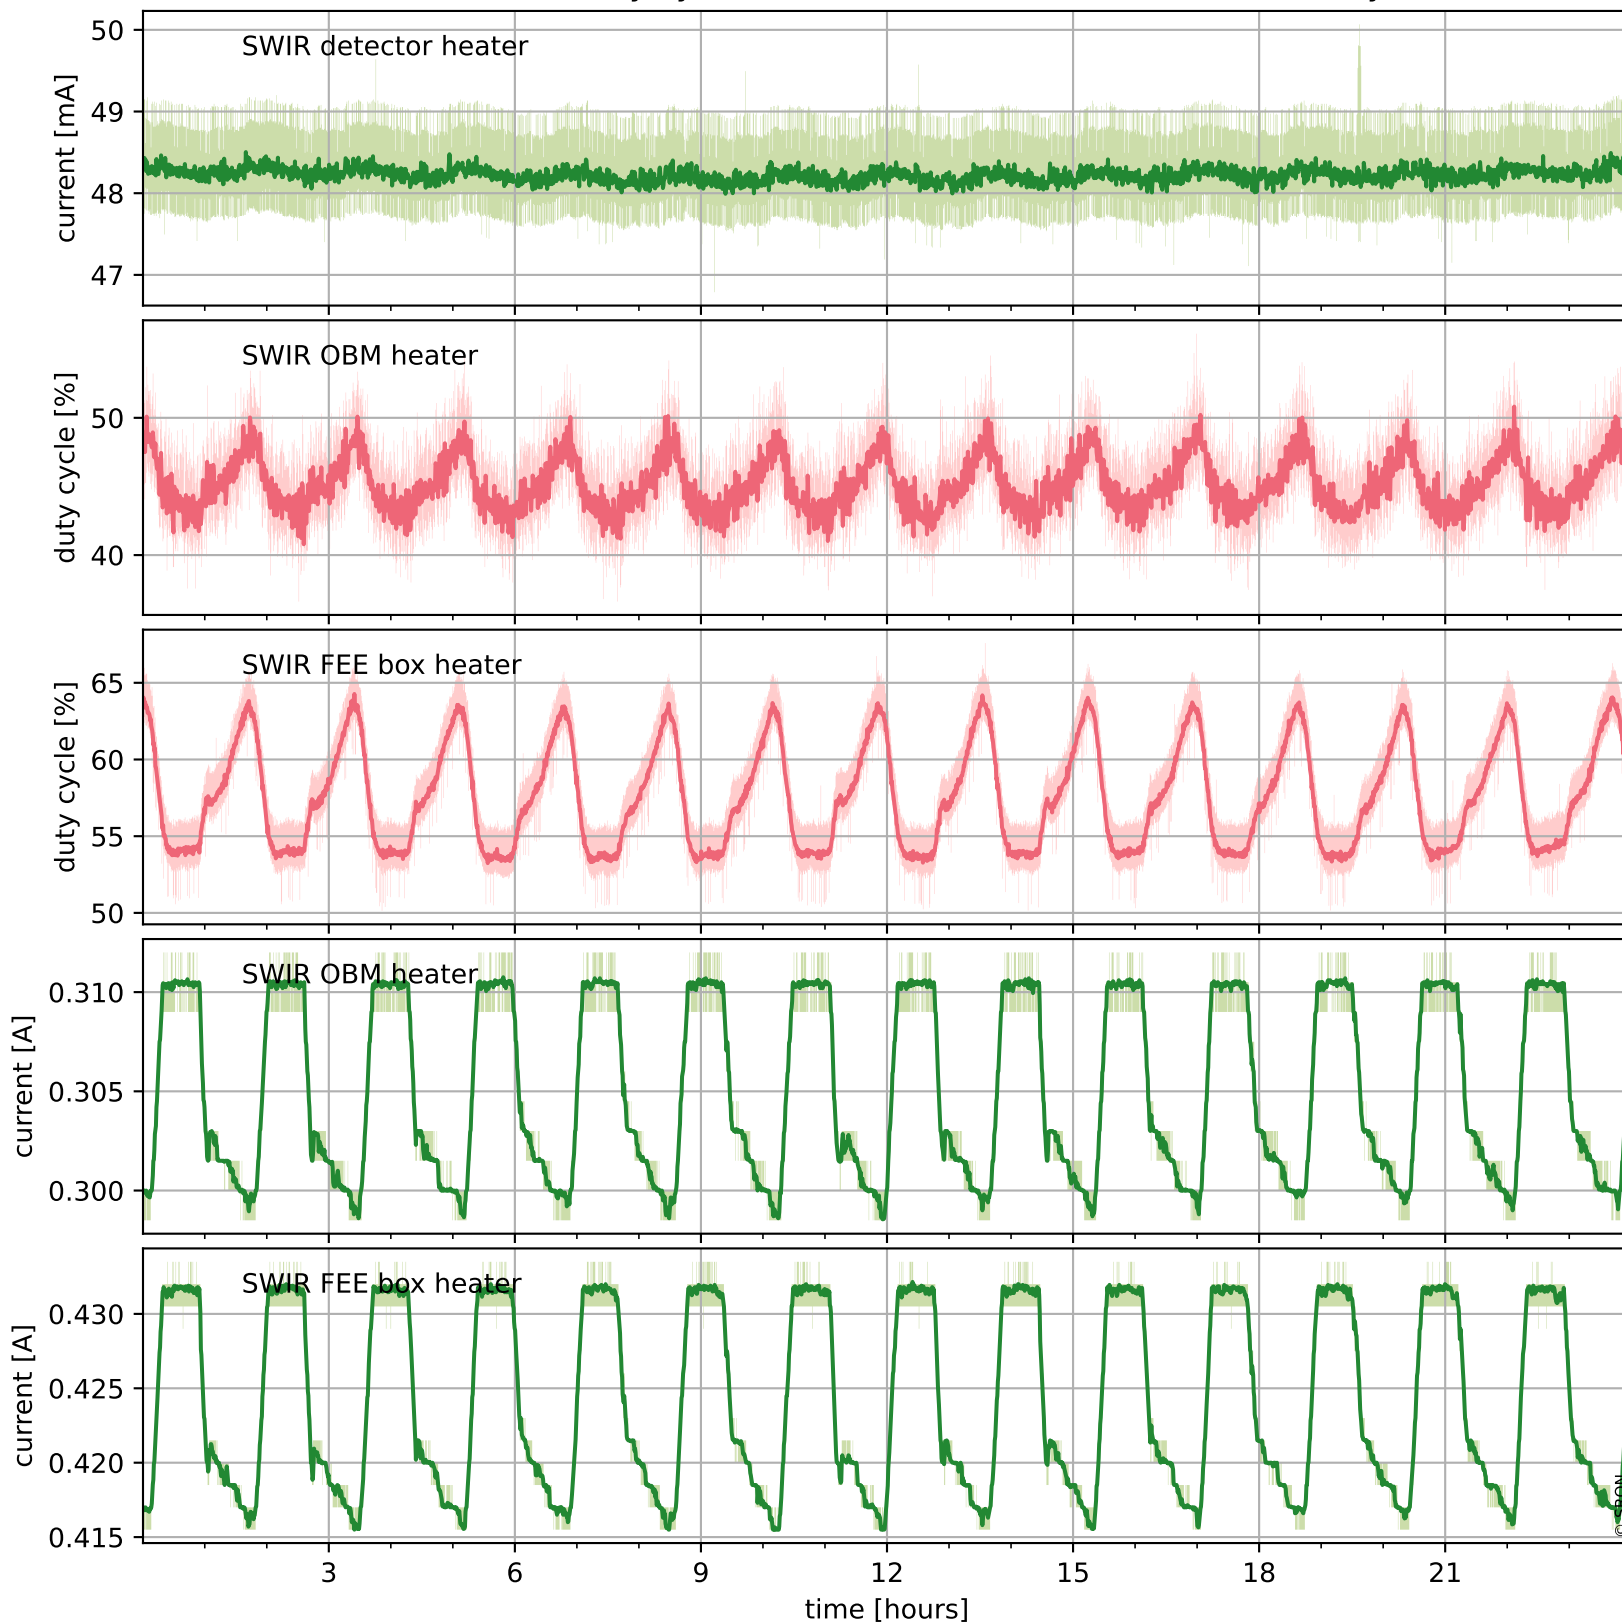 50
SWIR detector heater
49
48
47
current [mA]
SWIR OBM heater
50
40
duty cycle [%]
SWIR FEE box heater
65
60
55
50
duty cycle [%]
SWIR OBM heater
0.310
0.305
0.300
current [A]
SWIR FEE box heater
0.430
0.425
0.420
0.415
current [A]
3 6 9 12 15 18 21
time [hours]
© SRON